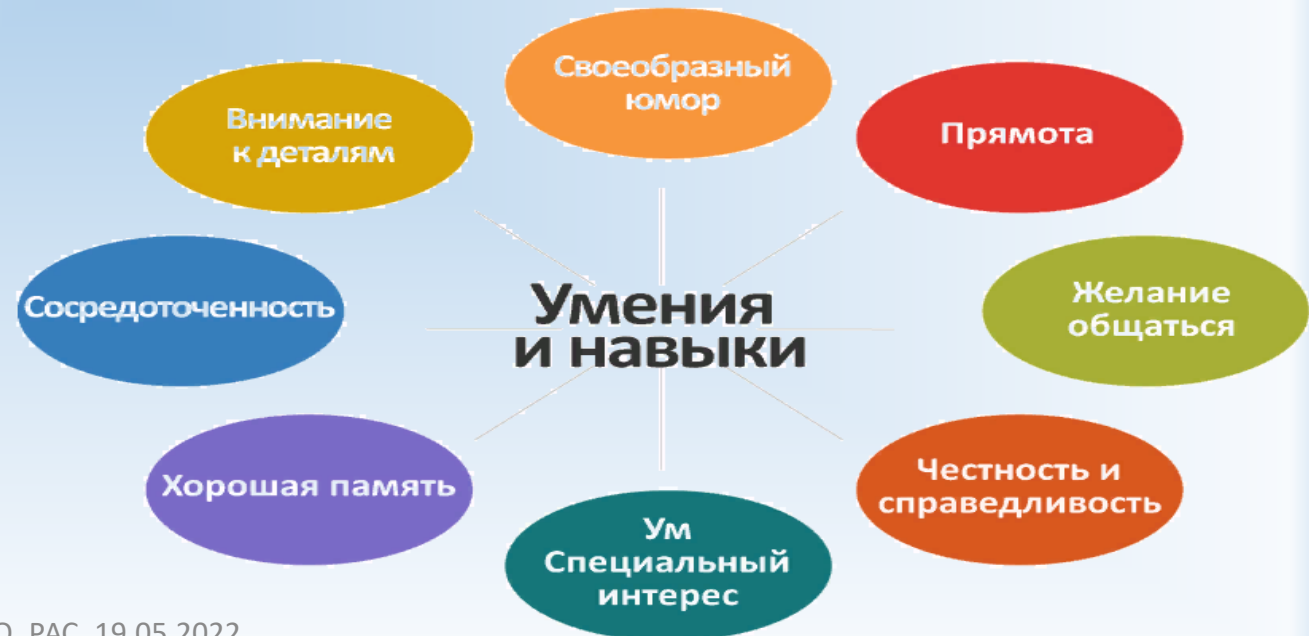 Своеобразный
юмор
Внимание
к деталям
Прямота
Сосредоточенность
Умения
и навыки
Желание
общаться
Хорошая память
Честность и
справедливость
Ум
Специальный
интерес
РАС 19.05.2022